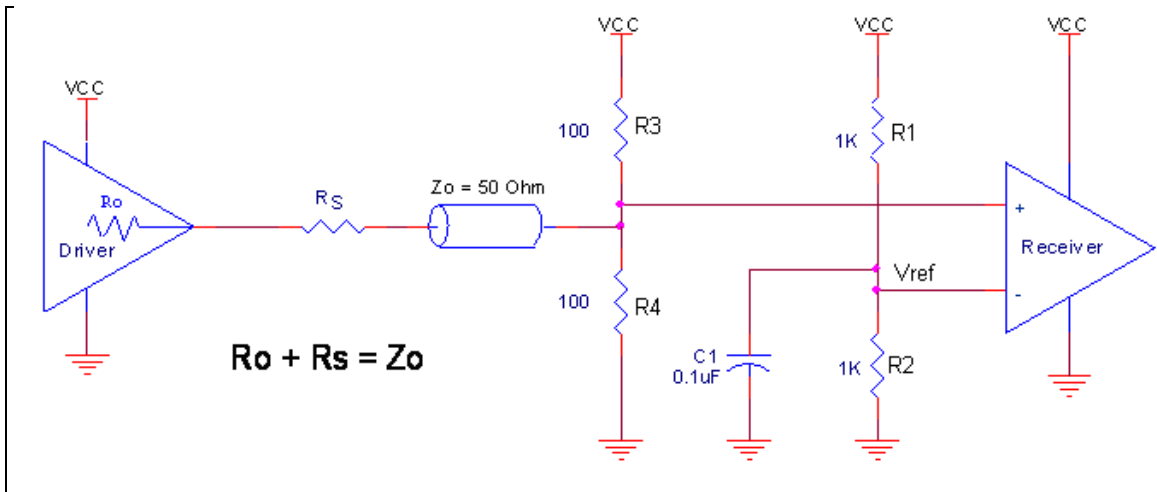 VCC
VCC
VCC
VCC
100
R3
1K
R1
Ro
Driver
RS
Zo = 50 Ohm
+
Receiver
-
Vref
100
R4
C1
0.1uF
1K
R2
Ro + Rs = Zo